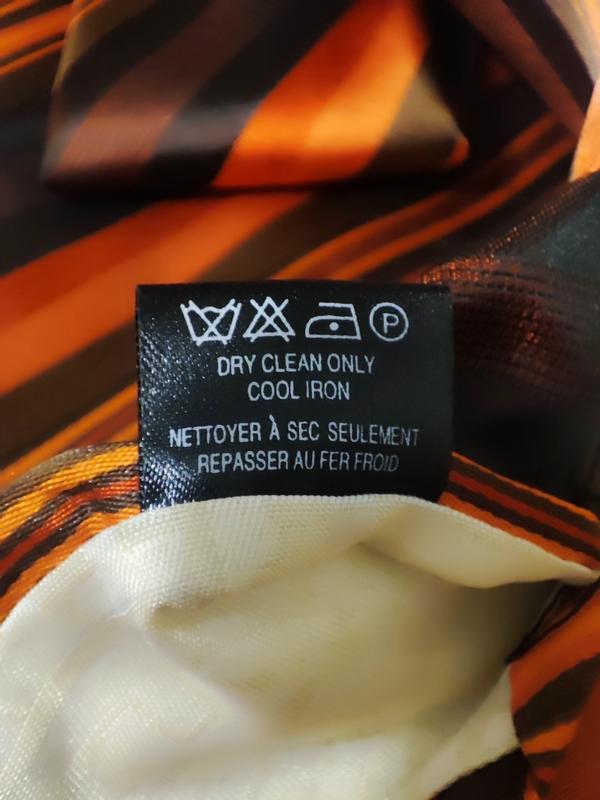 P
DRY CLEAN ONLY
COOL IRON
NETTOYER À SEC SEULEMENT
REPASSER AU FER FROID